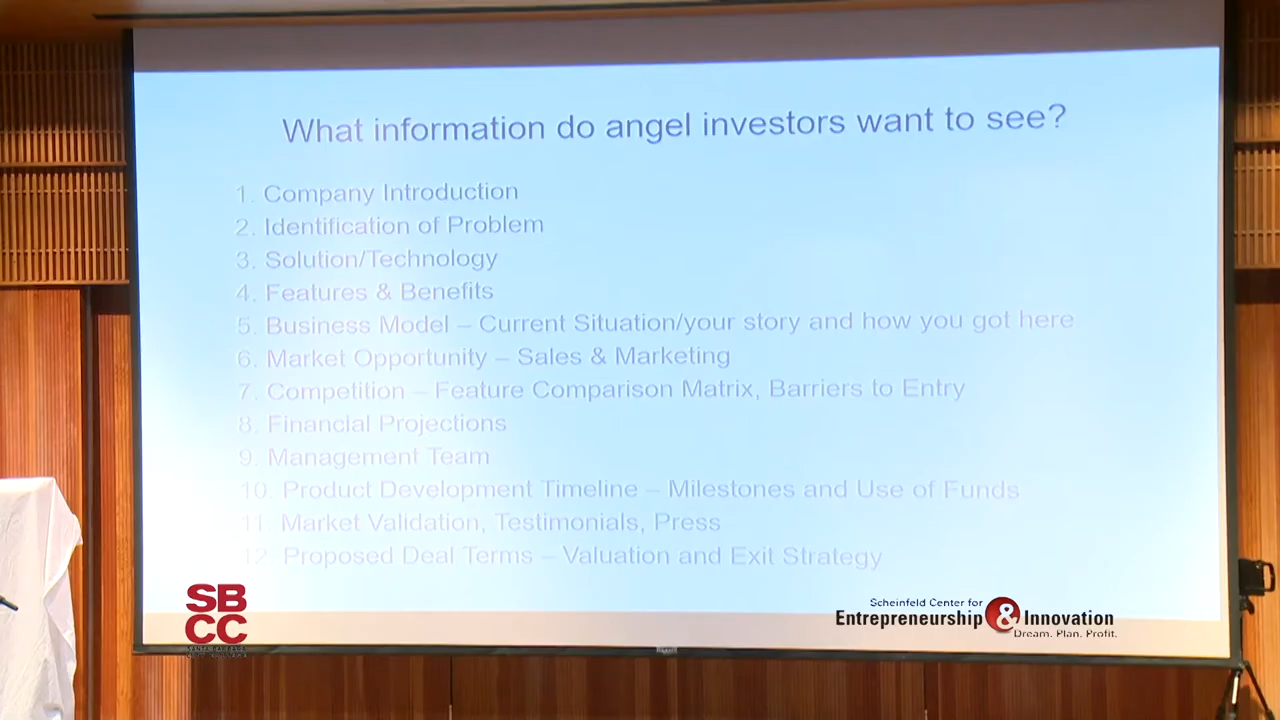 What information do angel investors want to see?
1. Company Introduction
2. Identification of Problem
3. Solution/Technology
4. Features & Benefits
5. Business Model – Current Situation/your story and how you got here
6. Market Opportunity – Sales & Marketing
7. Competition – Feature Comparison Matrix, Barriers to Entry
8. Financial Projections
9. Management Team
10. Product Development Timeline – Milestones and Use of Funds
11. Market Validation, Testimonials, Press
12. Proposed Deal Terms – Valuation and Exit Strategy
SB
CC
SANTA BARBARA
Scheinfeld Center for
Entrepreneurship & Innovation
Dream. Plan. Profit.